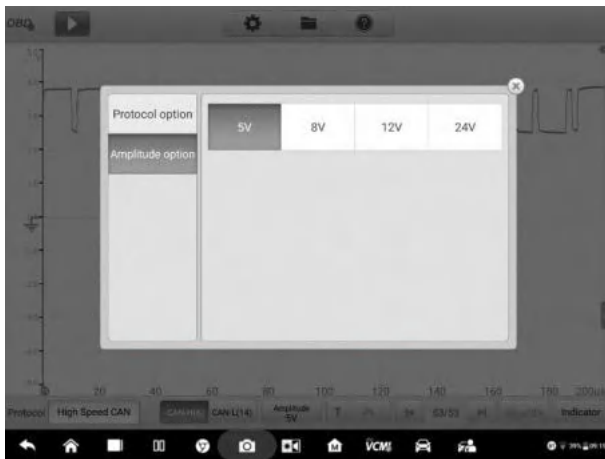 OBD
Protocol option
Amplitude option
5V
8V
12V
24V
20
40
60
80
100
120
140
160
180
200us
Protocol
High Speed CAN
CAN-L(14)
Amplitude
5V
T
53/53
Indicator
VCMI